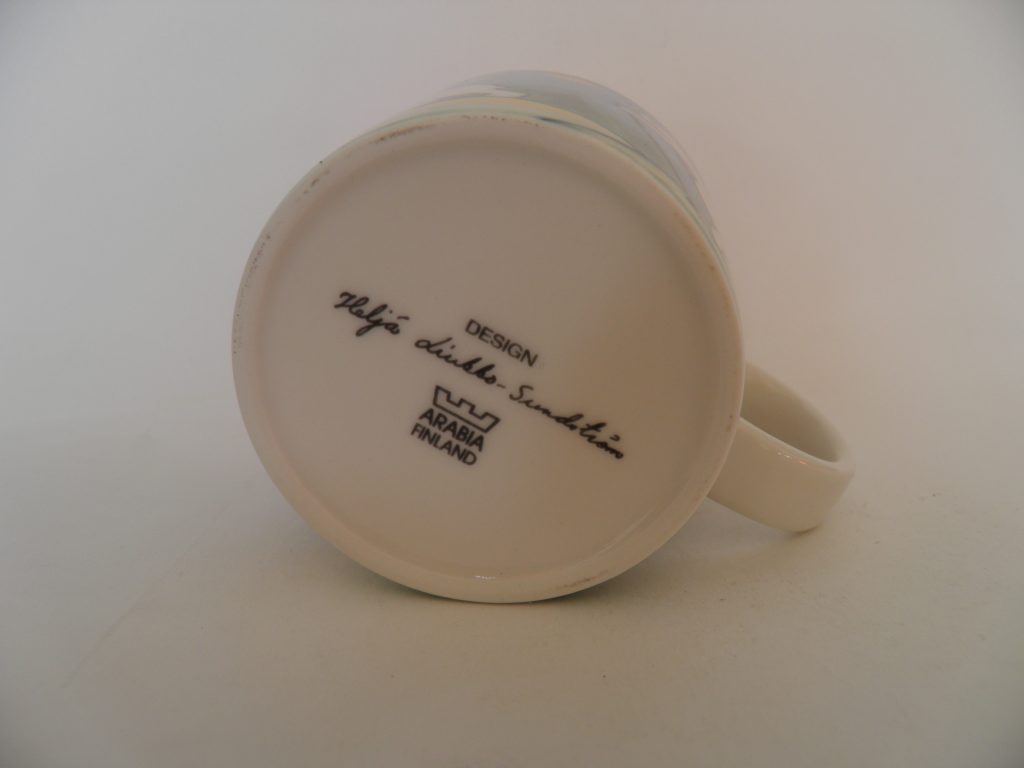 DESIGN
Heljä Liukko-Sundström
ARABIA
FINLAND